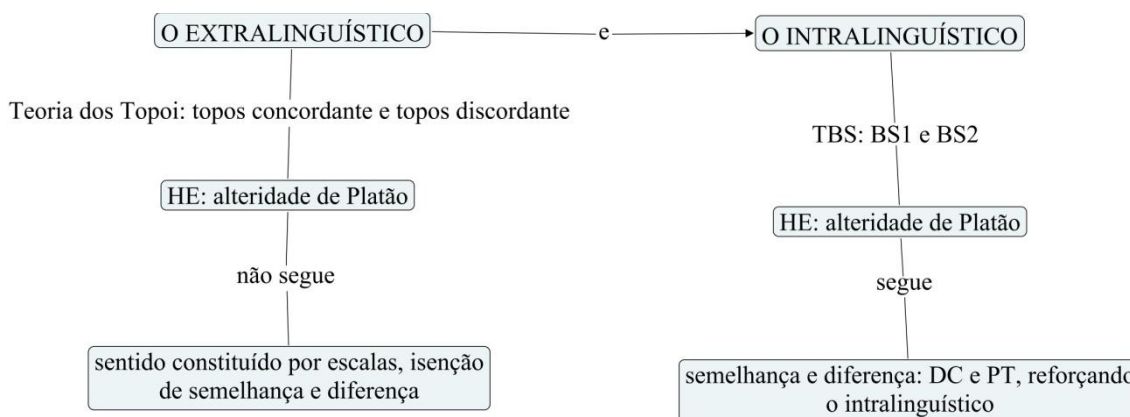 O EXTRALINGUÍSTICO
e
O INTRALINGUÍSTICO
Teoria dos Topoi: topos concordante e topos discordante
TBS: BS1 e BS2
HE: alteridade de Platão
HE: alteridade de Platão
não segue
segue
sentido constituído por escalas, isenção
de semelhança e diferença
semelhança e diferença: DC e PT, reforçando
o intralinguístico